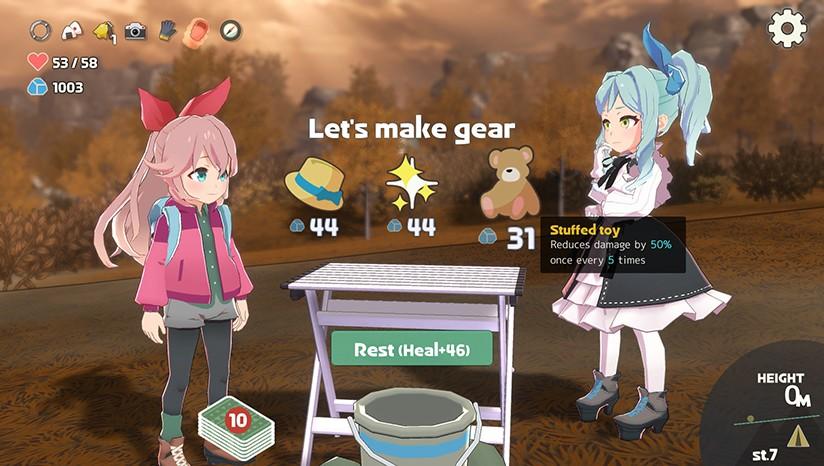 1
53 / 58
1003
Let's make gear
44
44
31
Stuffed toy
Reduces damage by 50%
once every 5 times
Rest (Heal+46)
10
HEIGHT
0M
st.7